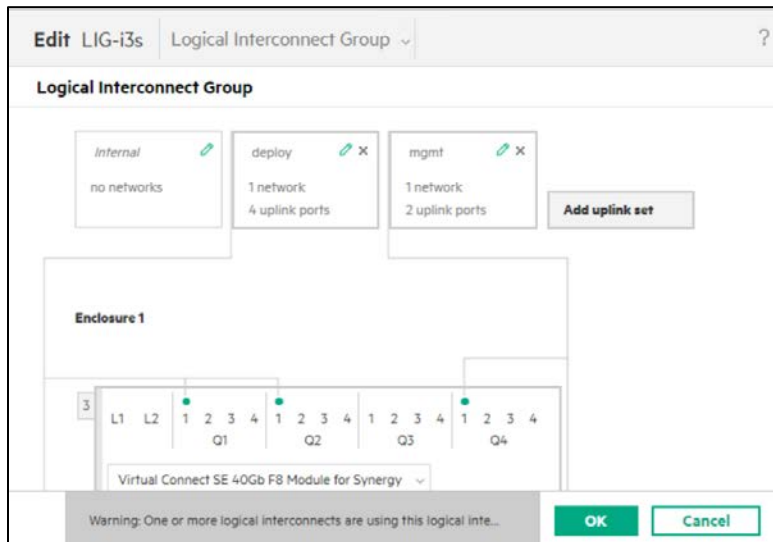 Edit LIG-i3s Logical Interconnect Group ?
Logical Interconnect Group
Internal deploy mgmt
no networks 1 network 1 network
4 uplink ports 2 uplink ports Add uplink set
Enclosure 1
3
L1 L2 1 2 3 4 1 2 3 4 1 2 3 4 1 2 3 4
Q1 Q2 Q3 Q4
Virtual Connect SE 40Gb F8 Module for Synergy
Warning: One or more logical interconnects are using this logical inte... OK Cancel